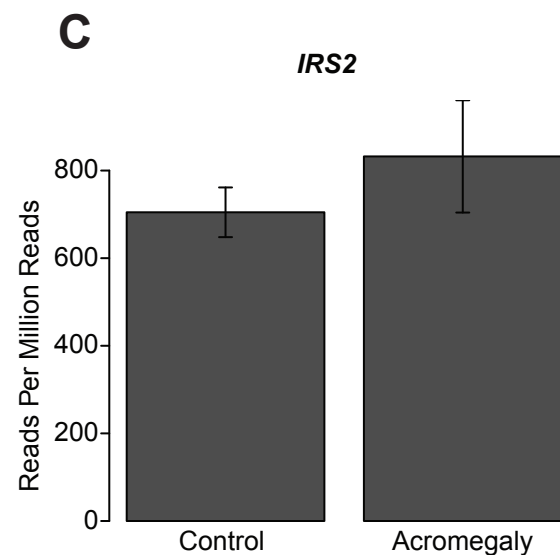 C
IRS2
Reads Per Million Reads
800
600
400
200
0
Control Acromegaly